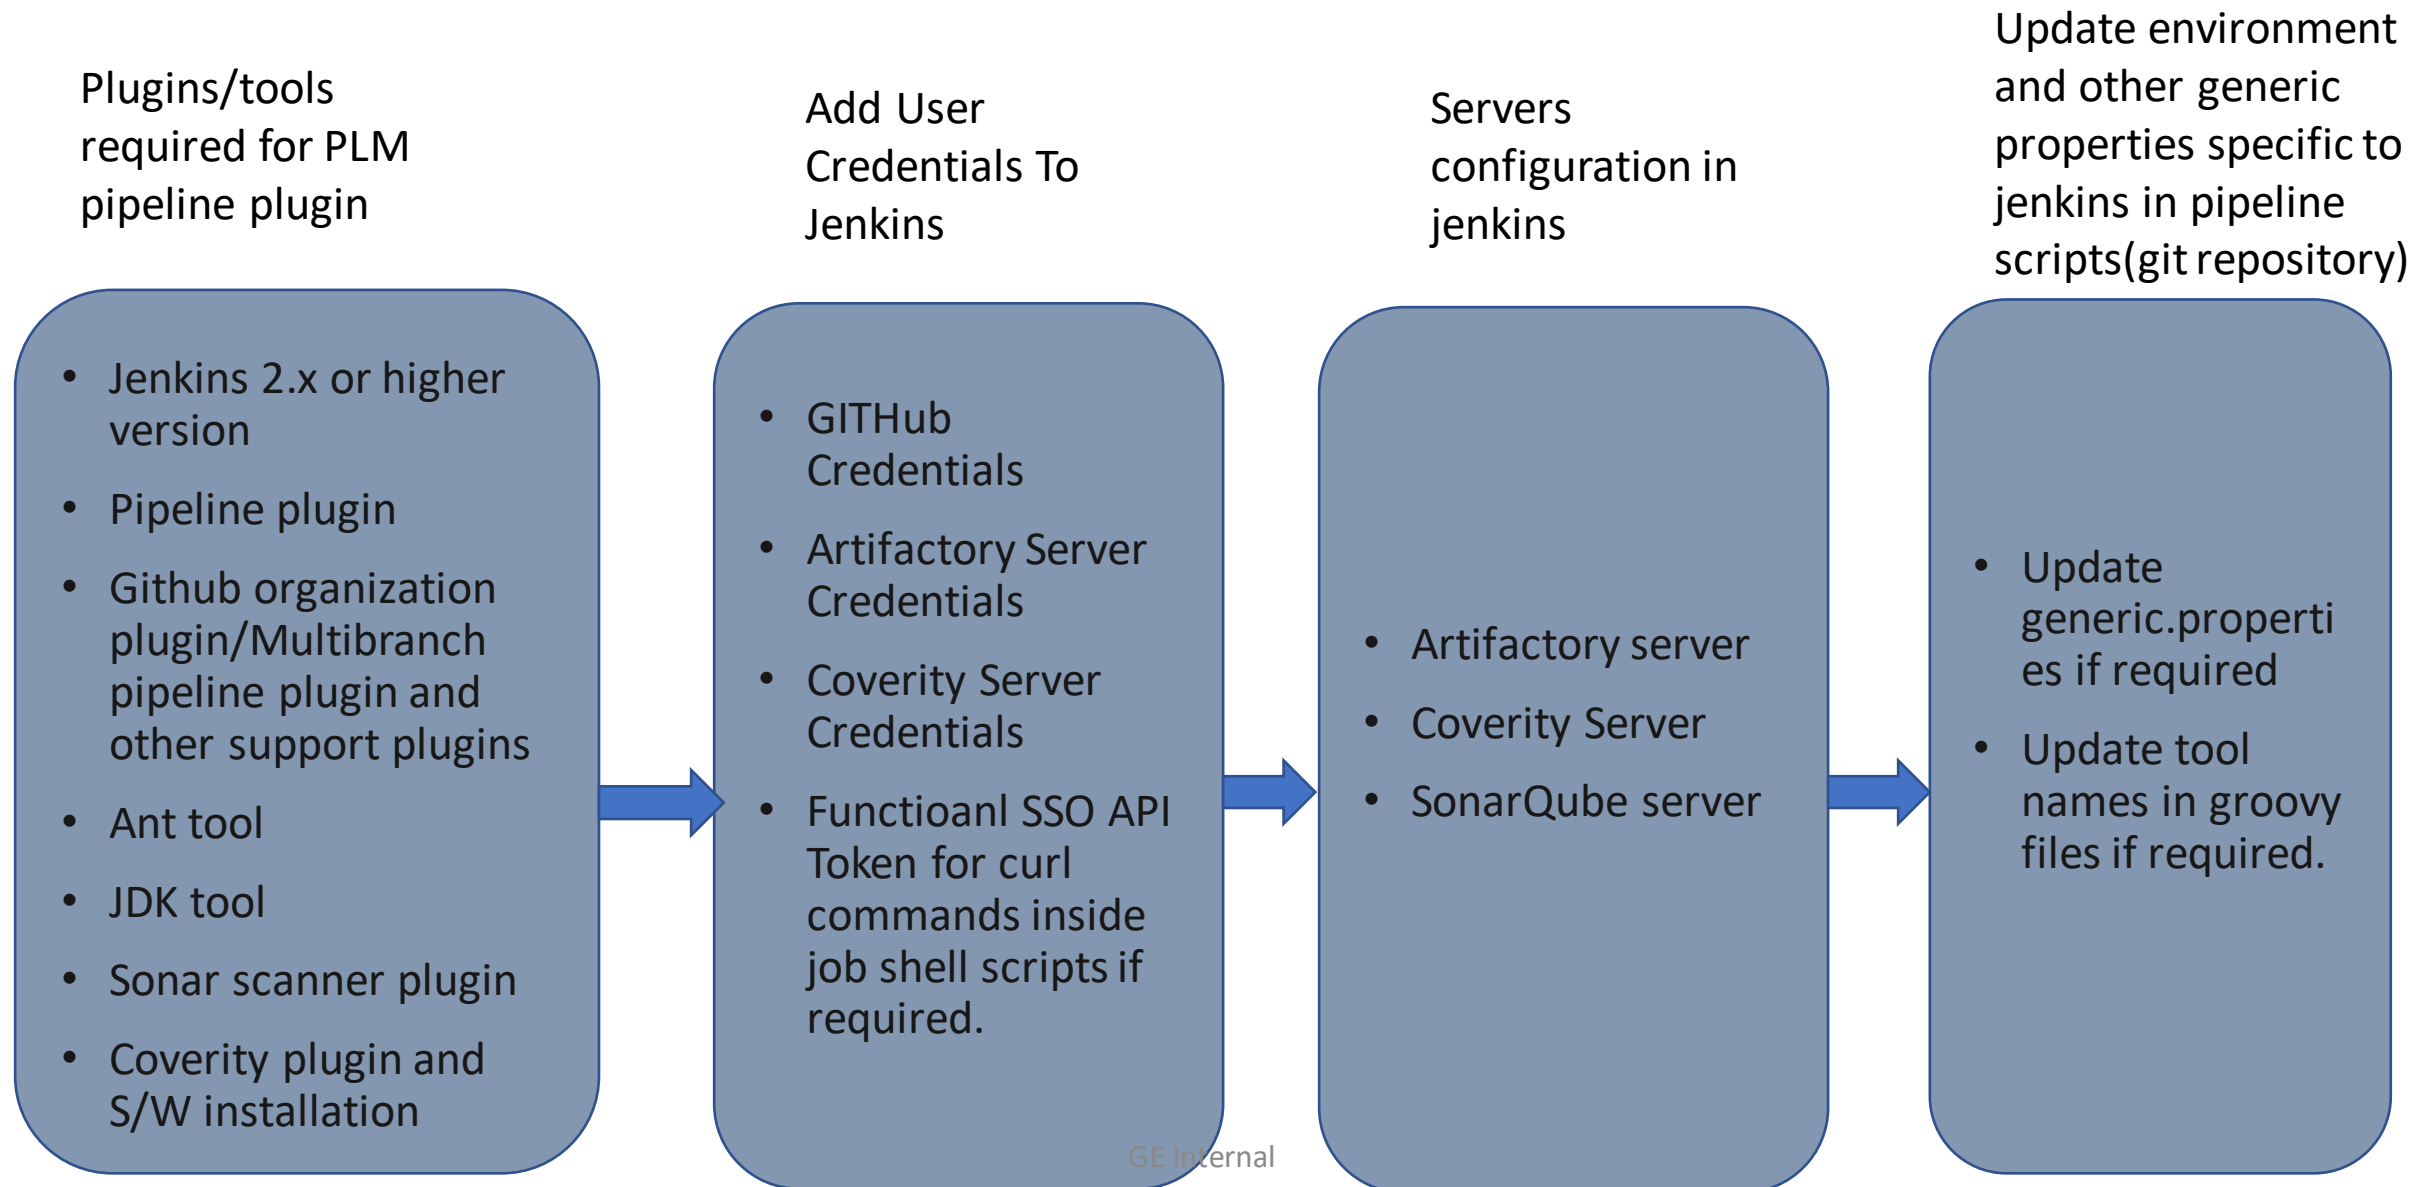 Plugins/tools
required for PLM
pipeline plugin
• Jenkins 2.x or higher
version
• Pipeline plugin
• Github organization
plugin/Multibranch
pipeline plugin and
other support plugins
• Ant tool
• JDK tool
• Sonar scanner plugin
• Coverity plugin and
S/W installation
Add User
Credentials To
Jenkins
• GITHub
Credentials
• Artifactory Server
Credentials
• Coverity Server
Credentials
• Functioanl SSO API
Token for curl
commands inside
job shell scripts if
required.
Servers
configuration in
jenkins
• Artifactory server
• Coverity Server
• SonarQube server
Update environment
and other generic
properties specific to
jenkins in pipeline
scripts(git repository)
• Update
generic.properti
es if required
• Update tool
names in groovy
files if required.
GE Internal